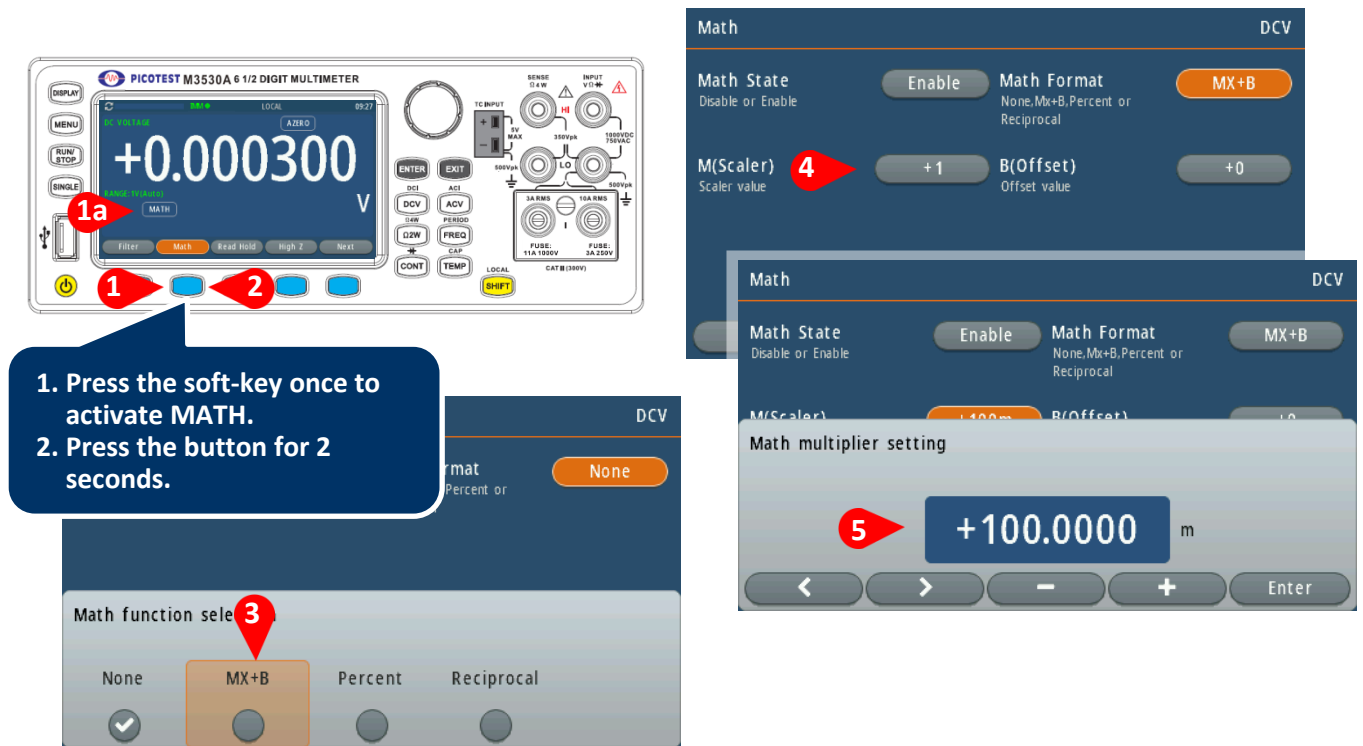 PICOTEST M3530A 6 1/2 DIGIT MULTIMETER
DISPLAY
MENU
RUN/
STOP
SINGLE
LOCAL
09:27
DC VOLTAGE
AZERO
+0.000300
RANGE:1V(Auto)
V
MATH
1a
Filter
Math
Read Hold
High Z
Next
1
2
ENTER
EXIT
DCI
ACI
DCV
ACV
Ω4W
PERIOD
Ω2W
FREQ
CAP
CONT
TEMP
LOCAL
SHIFT
TC INPUT
+
-
5V
MAX
SENSE
Ω 4 W
INPUT
V Ω
HI
350Vpk
1000VDC
750VAC
LO
500Vpk
500Vpk
3A RMS
10A RMS
I
FUSE:
11A 1000V
FUSE:
3A 250V
CAT II (300V)
1. Press the soft-key once to
activate MATH.
2. Press the button for 2
seconds.
DCV
rmat
None
Percent or
Math function sele
3
None
MX+B
Percent
Reciprocal
Math
DCV
Math State
Disable or Enable
Enable
Math Format
None,Mx+B,Percent or
Reciprocal
MX+B
M(Scaler)
Scaler value
4
+1
B(Offset)
Offset value
+0
Math
DCV
Math State
Disable or Enable
Enable
Math Format
None,Mx+B,Percent or
Reciprocal
MX+B
M(Scaler)
+100m
B(Offset)
+0
Math multiplier setting
5
+100.0000 m
<
>
-
+
Enter